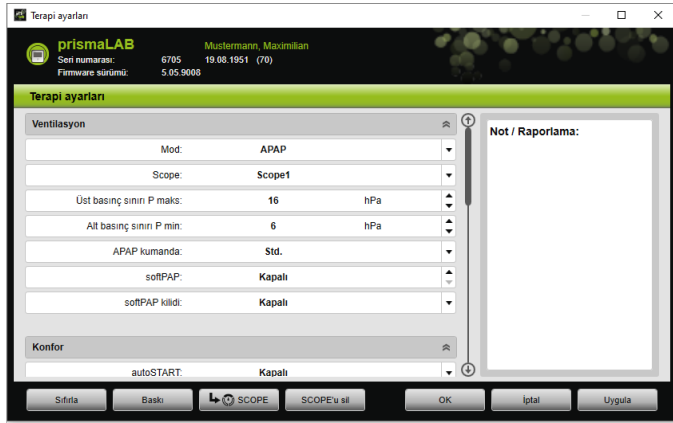 Terapi ayarları
prismaLAB Mustermann, Maximilian
Seri numarası: 6705 19.08.1951 (70)
Firmware sürümü: 5.05.9008
Terapi ayarları
Ventilasyon
Not / Raporlama:
Mod: APAP
Scope: Scope1
Üst basınç sınırı P maks: 16 hPa
Alt basınç sınırı P min: 6 hPa
APAP kumanda: Std.
softPAP: Kapalı
softPAP kilidi: Kapalı
Konfor
autoSTART: Kapalı
Sıfırla Baskı SCOPE SCOPE'u sil OK İptal Uygula